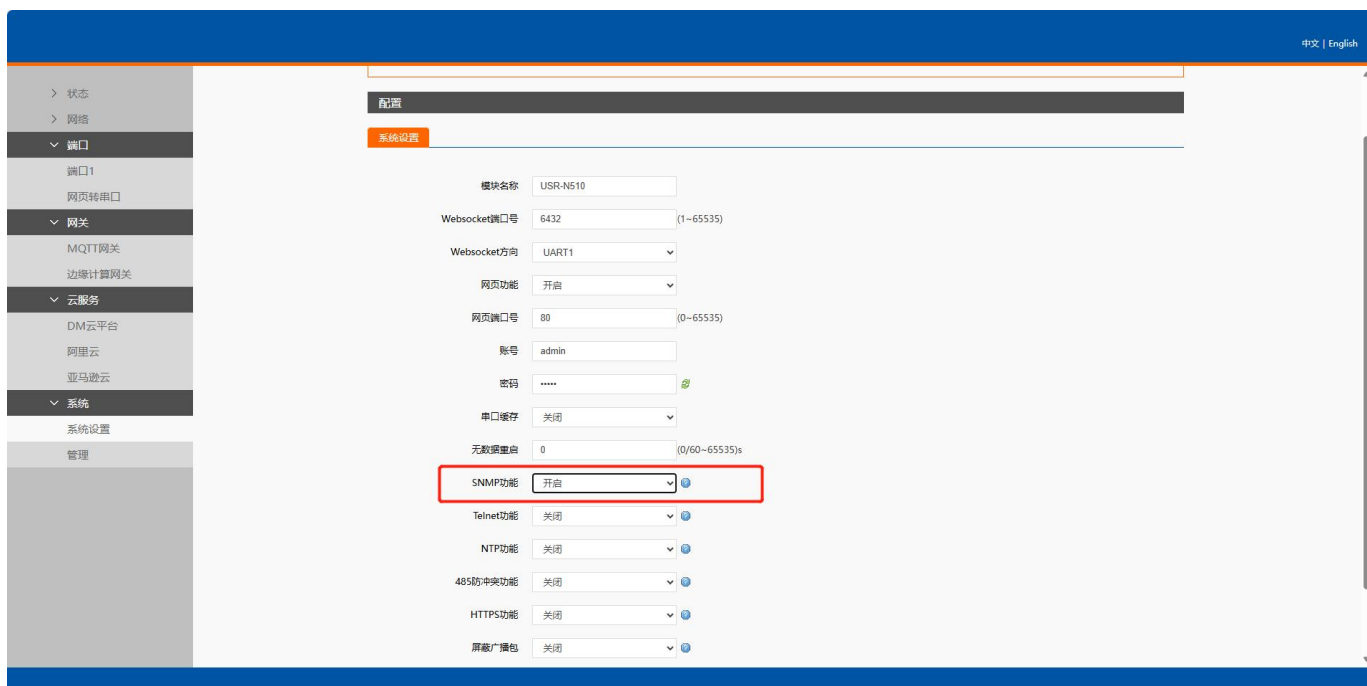 中文 | English
状态
网络
端口
端口1
网页转串口
网关
MQTT网关
边缘计算网关
云服务
DM云平台
阿里云
亚马逊云
系统
系统设置
管理
配置
系统设置
模块名称 USR-N510
Websocket端口号 6432 (1~65535)
Websocket方向 UART1
网页功能 开启
网页端口号 80 (0~65535)
账号 admin
密码 •••••
串口缓存 关闭
无数据重启 0 (0/60~65535)s
SNMP功能 开启
Telnet功能 关闭
NTP功能 关闭
485防冲突功能 关闭
HTTPS功能 关闭
屏蔽广播包 关闭